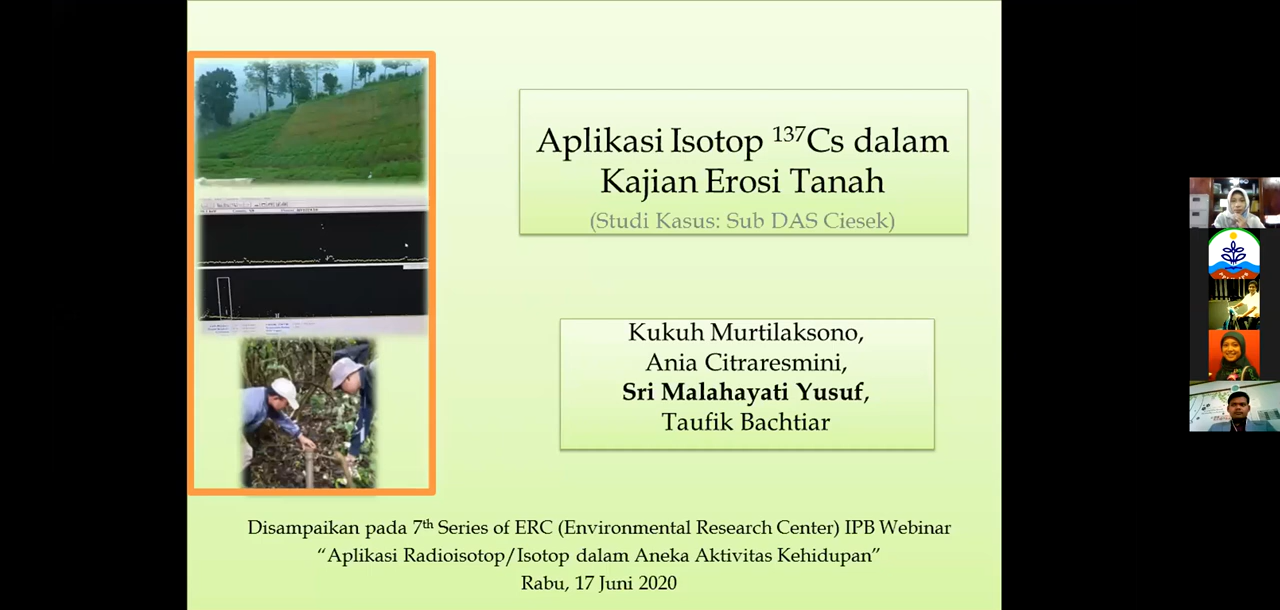 Aplikasi Isotop ¹³⁷Cs dalam
Kajian Erosi Tanah
(Studi Kasus: Sub DAS Ciesek)
Kukuh Murtilaksono,
Ania Citraresmini,
Sri Malahayati Yusuf,
Taufik Bachtiar
Disampaikan pada 7th Series of ERC (Environmental Research Center) IPB Webinar
“Aplikasi Radioisotop/Isotop dalam Aneka Aktivitas Kehidupan”
Rabu, 17 Juni 2020